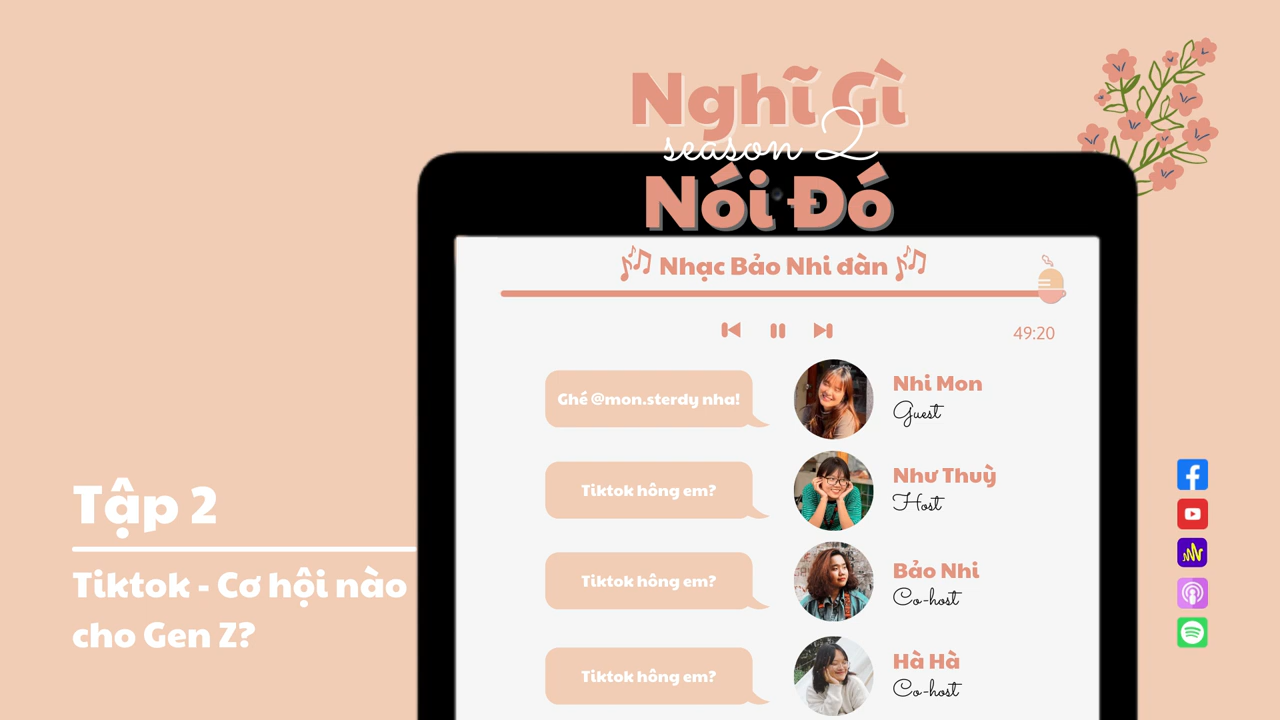 Nghĩ Gì
season 2
Nói Đó
Nhạc Bảo Nhi đàn
49:20
Ghé @mon.sterdy nha!
Nhi Mon
Guest
Tiktok hông em?
Như Thuỳ
Host
Tiktok hông em?
Bảo Nhi
Co-host
Tiktok hông em?
Hà Hà
Co-host
Tập 2
Tiktok - Cơ hội nào
cho Gen Z?